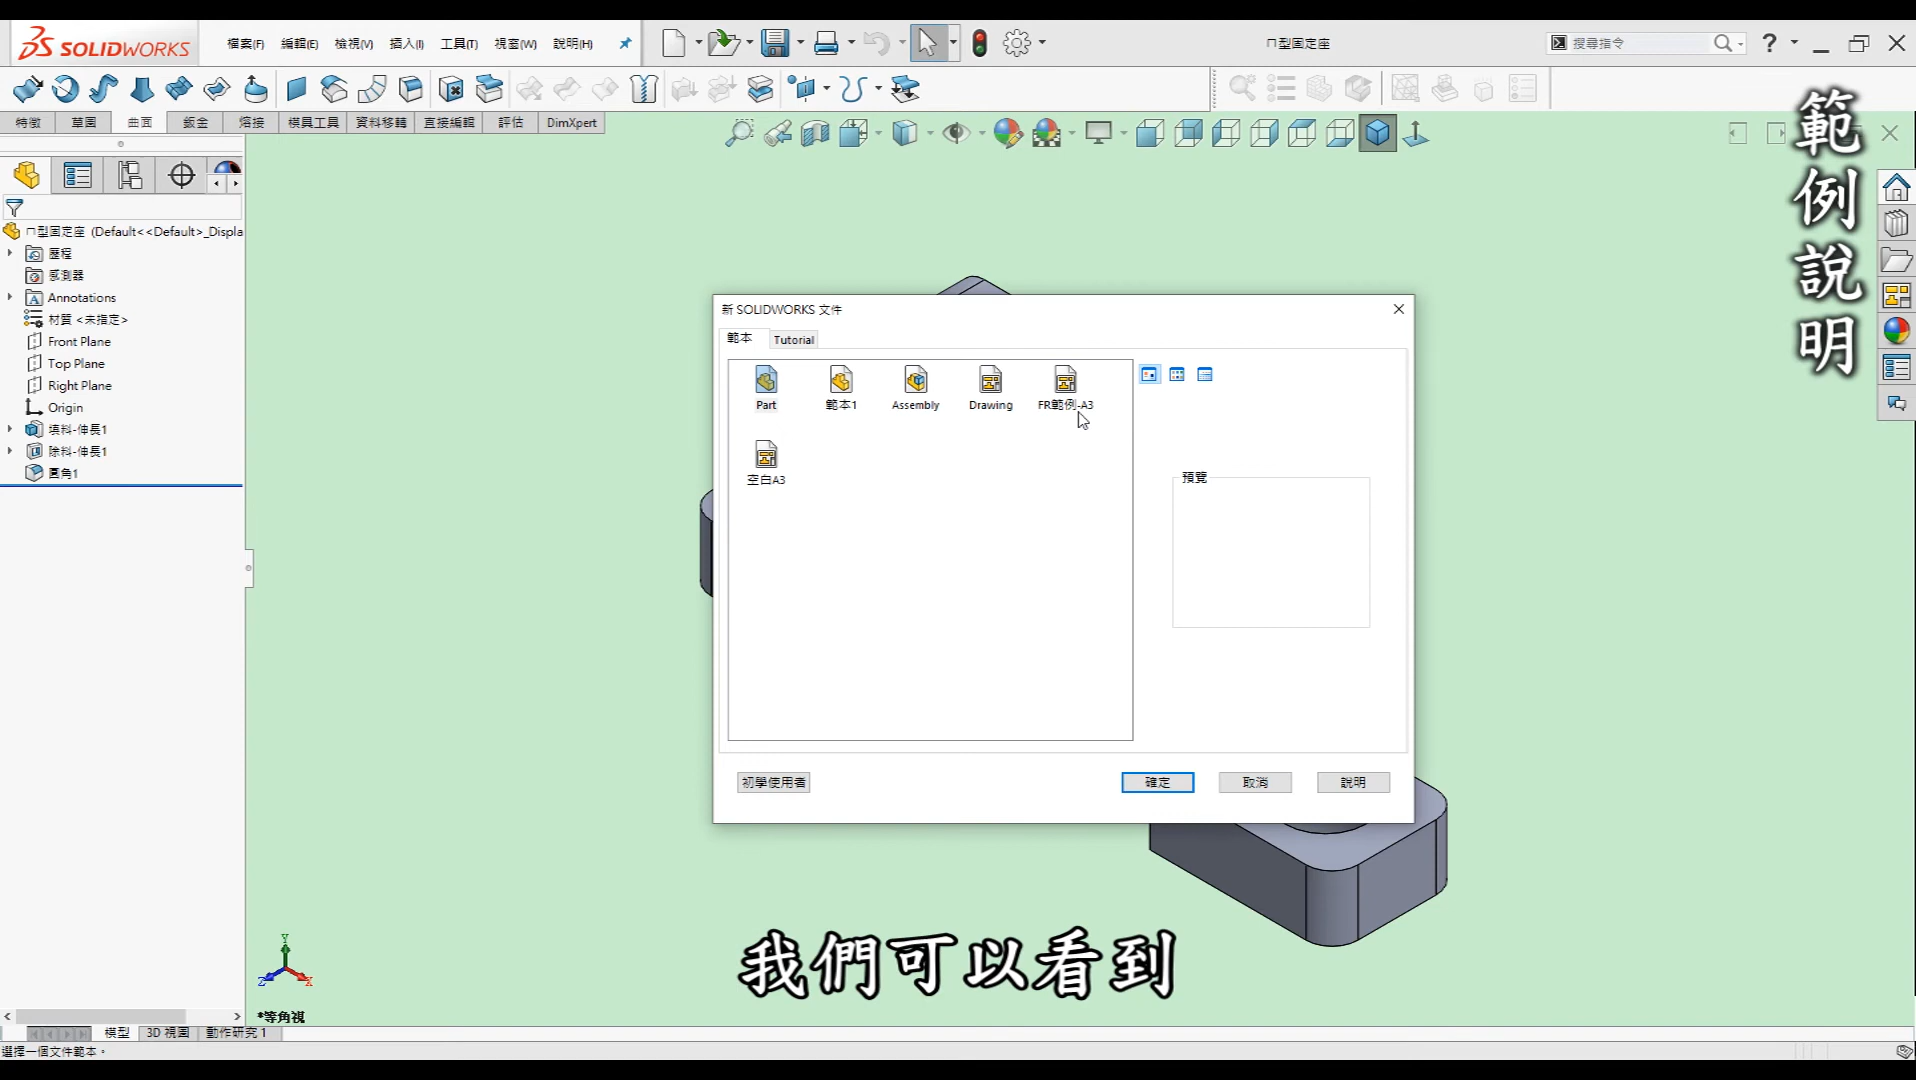 SOLIDWORKS
檔案(F) 編輯(E) 檢視(V) 插入(I) 工具(T) 視窗(W) 說明(H)
ㄇ型固定座
搜尋指令
特徵 草圖 曲面 鈑金 熔接 模具工具 資料移轉 直接編輯 評估 DimXpert
ㄇ型固定座 (Default<<Default>_Displa
歷程
感測器
Annotations
材質 <未指定>
Front Plane
Top Plane
Right Plane
Origin
填料-伸長1
除料-伸長1
圓角1
新 SOLIDWORKS 文件
範本 Tutorial
Part 範本1 Assembly Drawing FR範例-A3
空白A3
預覽
初學使用者 確定 取消 說明
範例說明
我們可以看到
Y
Z X
*等角視
模型 3D 視圖 動作研究 1
選擇一個文件範本。